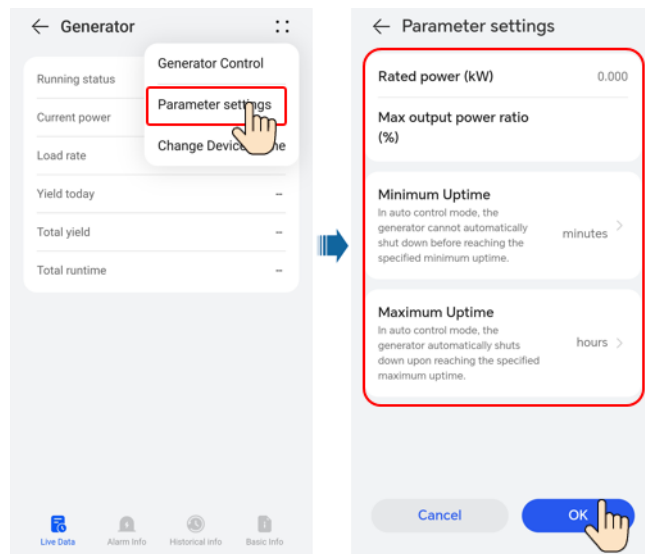 Generator
Generator Control
Parameter settings
Change Device
ne
Running status
Current power
Load rate
Yield today --
Total yield --
Total runtime --
Live Data
Alarm Info
Historical info
Basic Info
Parameter settings
Rated power (kW) 0.000
Max output power ratio
(%)
Minimum Uptime
In auto control mode, the
generator cannot automatically
shut down before reaching the
specified minimum uptime.
minutes
Maximum Uptime
In auto control mode, the
generator automatically shuts
down upon reaching the specified
maximum uptime.
hours
Cancel
OK